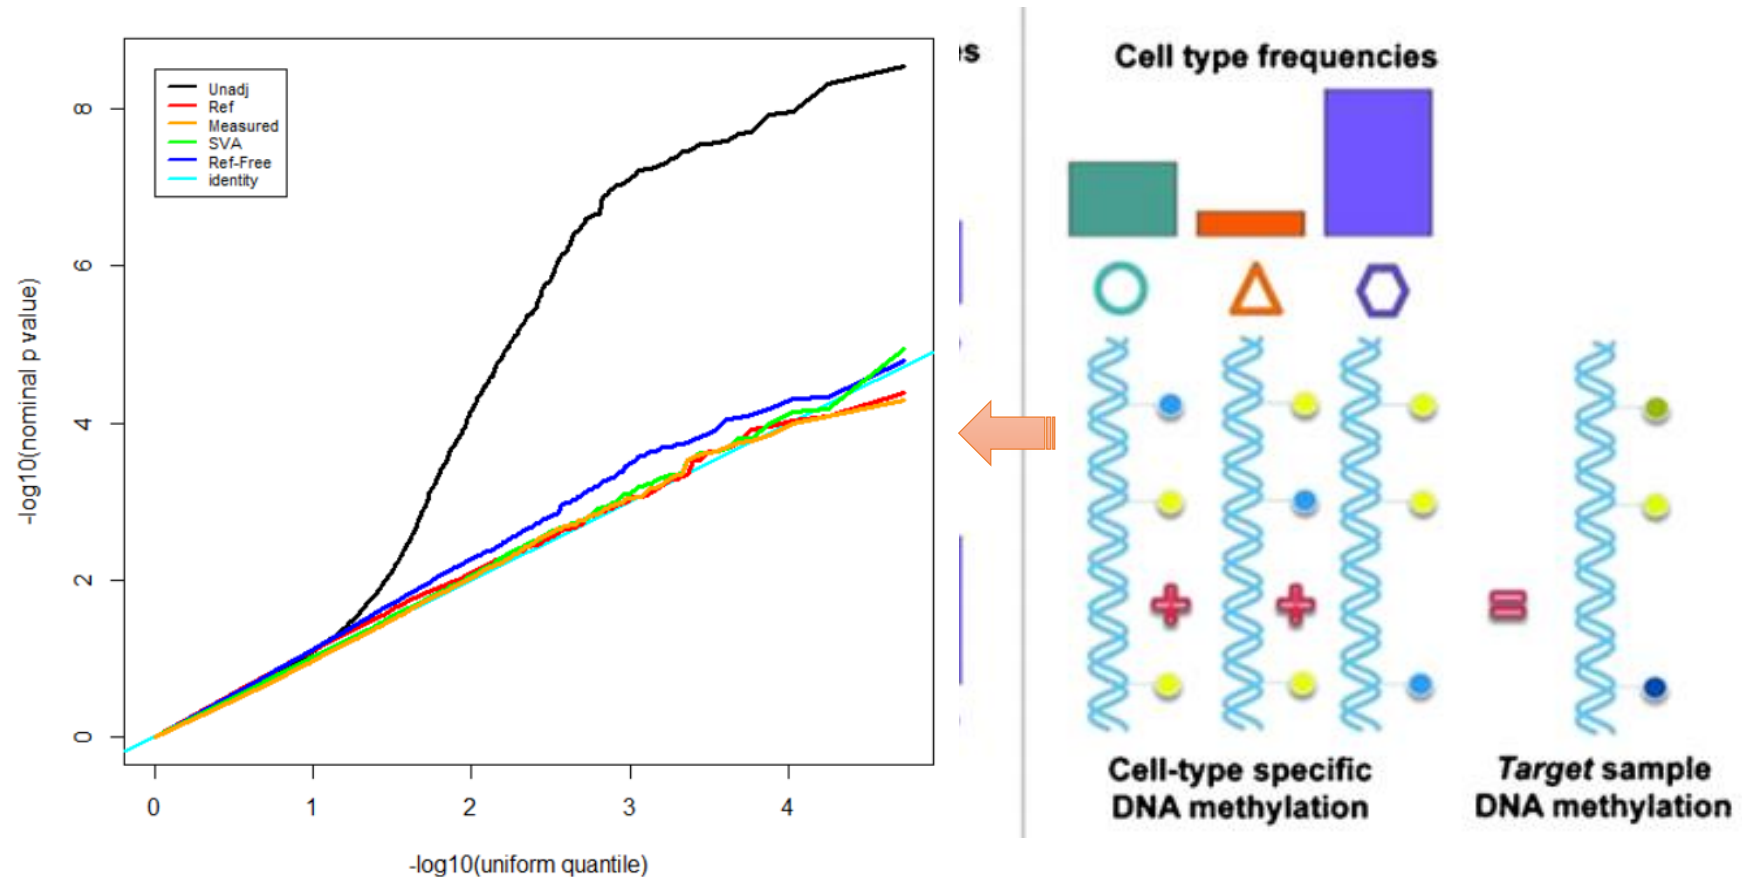 8
6
4
2
0
-log10(nominal p value)
Unadj
Ref
Measured
SVA
Ref-Free
identity
0 1 2 3 4
-log10(uniform quantile)
Cell type frequencies
Cell-type specific
DNA methylation
Target sample
DNA methylation